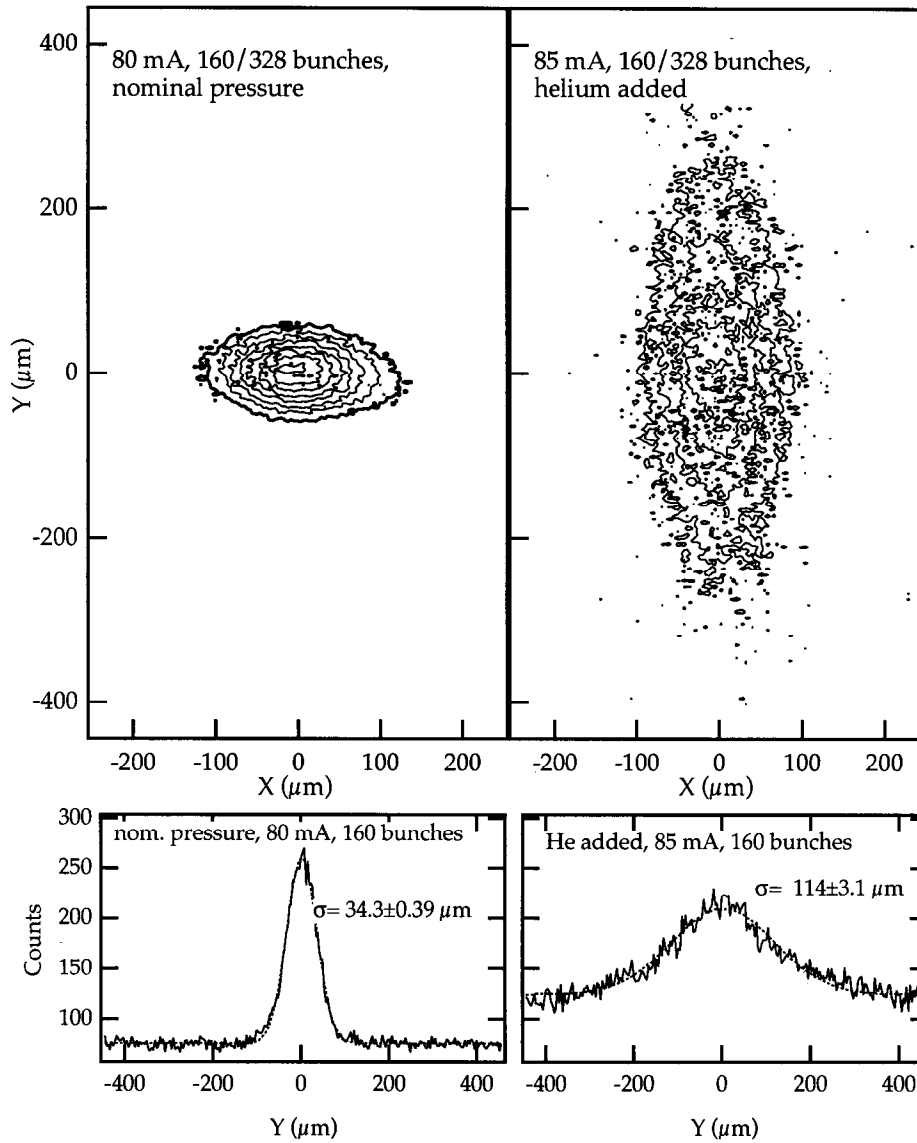 80 mA, 160/328 bunches,
nominal pressure
85 mA, 160/328 bunches,
helium added
400
200
0
-200
-400
Y (µm)
-200 -100 0 100 200
X (µm)
-200 -100 0 100 200
X (µm)
300
250
200
150
100
Counts
nom. pressure, 80 mA, 160 bunches
σ= 34.3±0.39 µm
-400 -200 0 200 400
Y (µm)
He added, 85 mA, 160 bunches
σ= 114±3.1 µm
-400 -200 0 200 400
Y (µm)